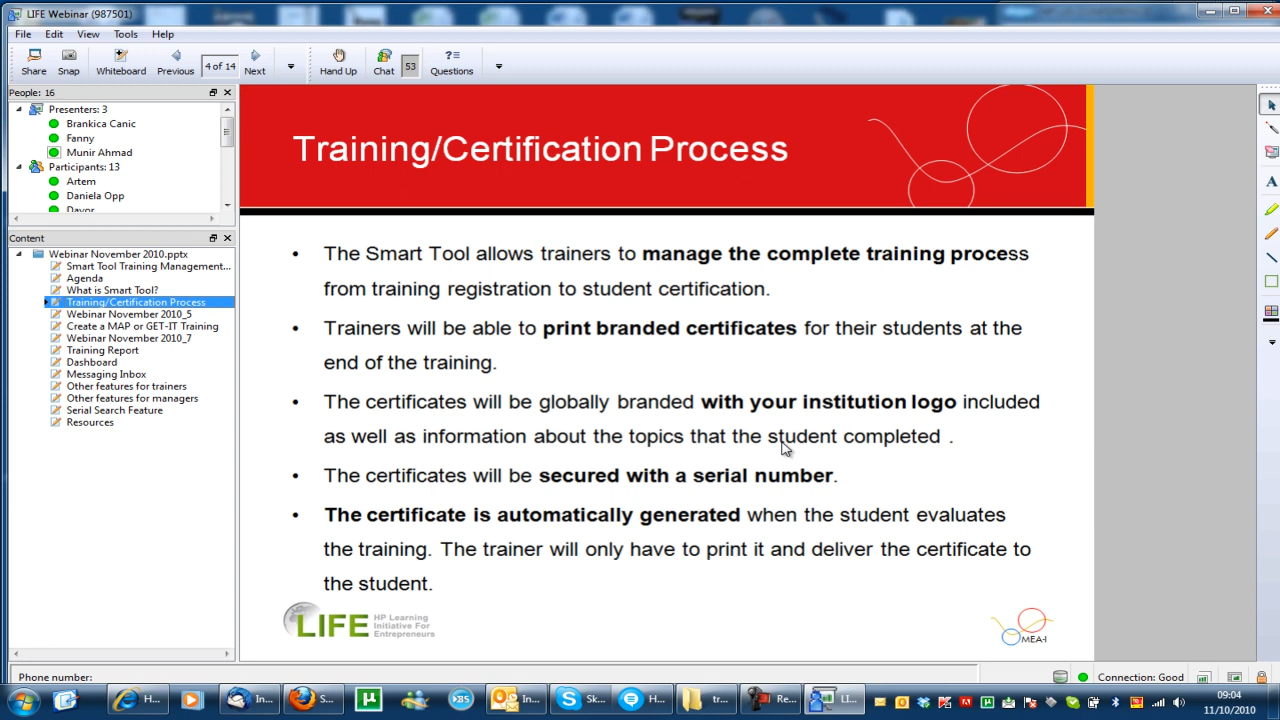 LIFE Webinar (987501)
File Edit View Tools Help
Share Snap Whiteboard Previous 4 of 14 Next Hand Up Chat 53 Questions
People: 16
Presenters: 3
Brankica Canic
Fanny
Munir Ahmad
Participants: 13
Artem
Daniela Opp
Davor
Content
Webinar November 2010.pptx
Smart Tool Training Management...
Agenda
What is Smart Tool?
Training/Certification Process
Webinar November 2010_5
Create a MAP or GET-IT Training
Webinar November 2010_7
Training Report
Dashboard
Messaging Inbox
Other features for trainers
Other features for managers
Serial Search Feature
Resources
Training/Certification Process
• The Smart Tool allows trainers to manage the complete training process
from training registration to student certification.
• Trainers will be able to print branded certificates for their students at the
end of the training.
• The certificates will be globally branded with your institution logo included
as well as information about the topics that the student completed .
• The certificates will be secured with a serial number.
• The certificate is automatically generated when the student evaluates
the training. The trainer will only have to print it and deliver the certificate to
the student.
LIFE
HP Learning
Initiative For
Entrepreneurs
MEA-I
A
Phone number:
Connection: Good
H... In... S... BS In... Sk... H... tr... Re... LI...
09:04
11/10/2010